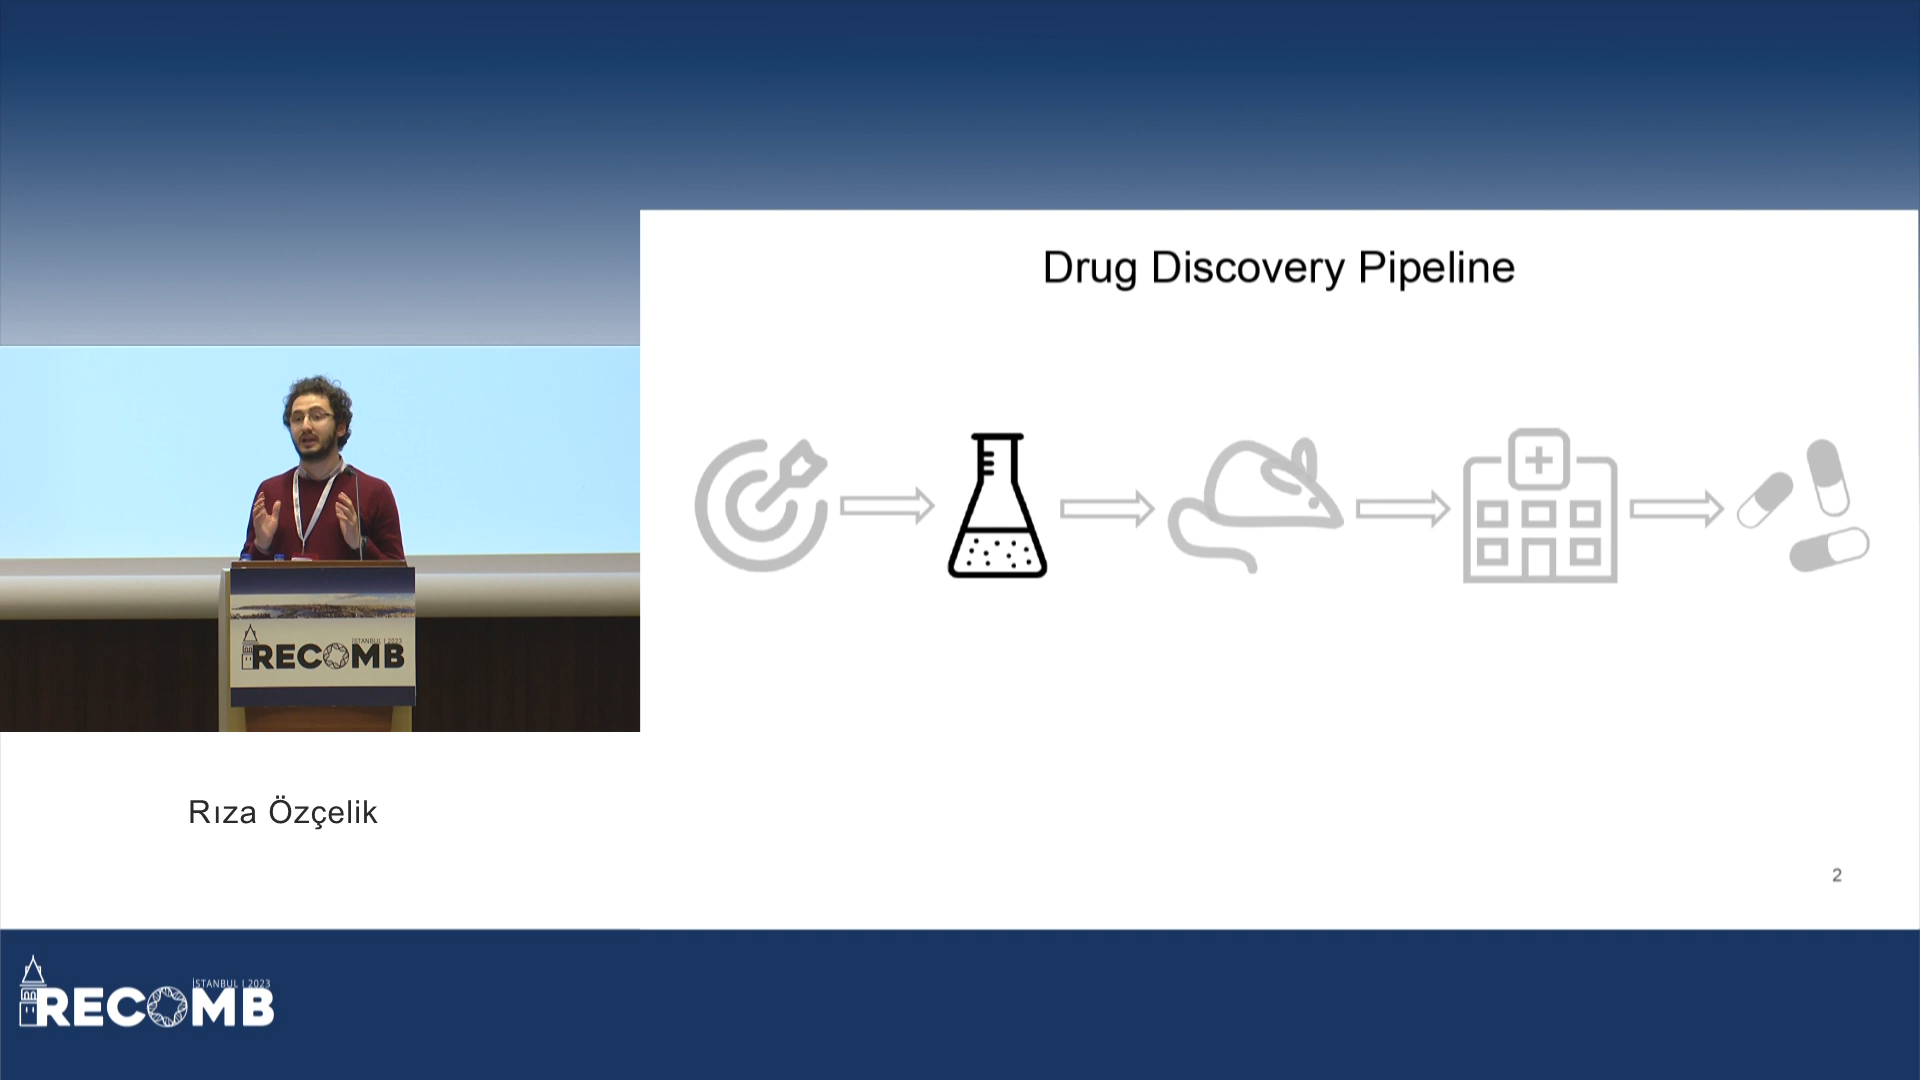 Drug Discovery Pipeline
İSTANBUL | 2023
RECOMB
Rıza Özçelik
2
İSTANBUL | 2023
RECOMB